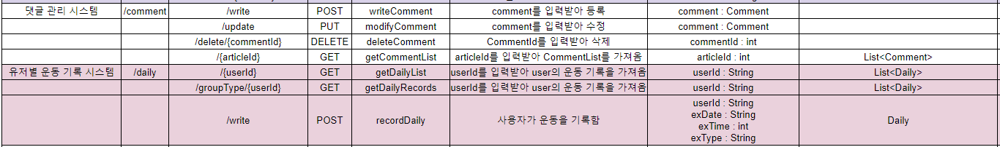 댓글 관리 시스템 /comment /write POST writeComment comment를 입력받아 등록 comment : Comment
/update PUT modifyComment comment를 입력받아 수정 comment : Comment
/delete/{commentId} DELETE deleteComment CommentId를 입력받아 삭제 commentId : int
/{articleId} GET getCommentList articleId를 입력받아 CommentList를 가져옴 articleId : int List<Comment>
유저별 운동 기록 시스템 /daily /{userId} GET getDailyList userId를 입력받아 user의 운동 기록을 가져옴 userId : String List<Daily>
/groupType/{userId} GET getDailyRecords userId를 입력받아 user의 운동 기록을 가져옴 userId : String List<Daily>
/write POST recordDaily 사용자가 운동을 기록함 userId : String
exDate : String
exTime : int
exType : String
Daily